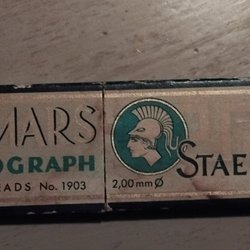 MARS
OGRAPH
STAE
EADS No. 1903
2,00 mm Ø